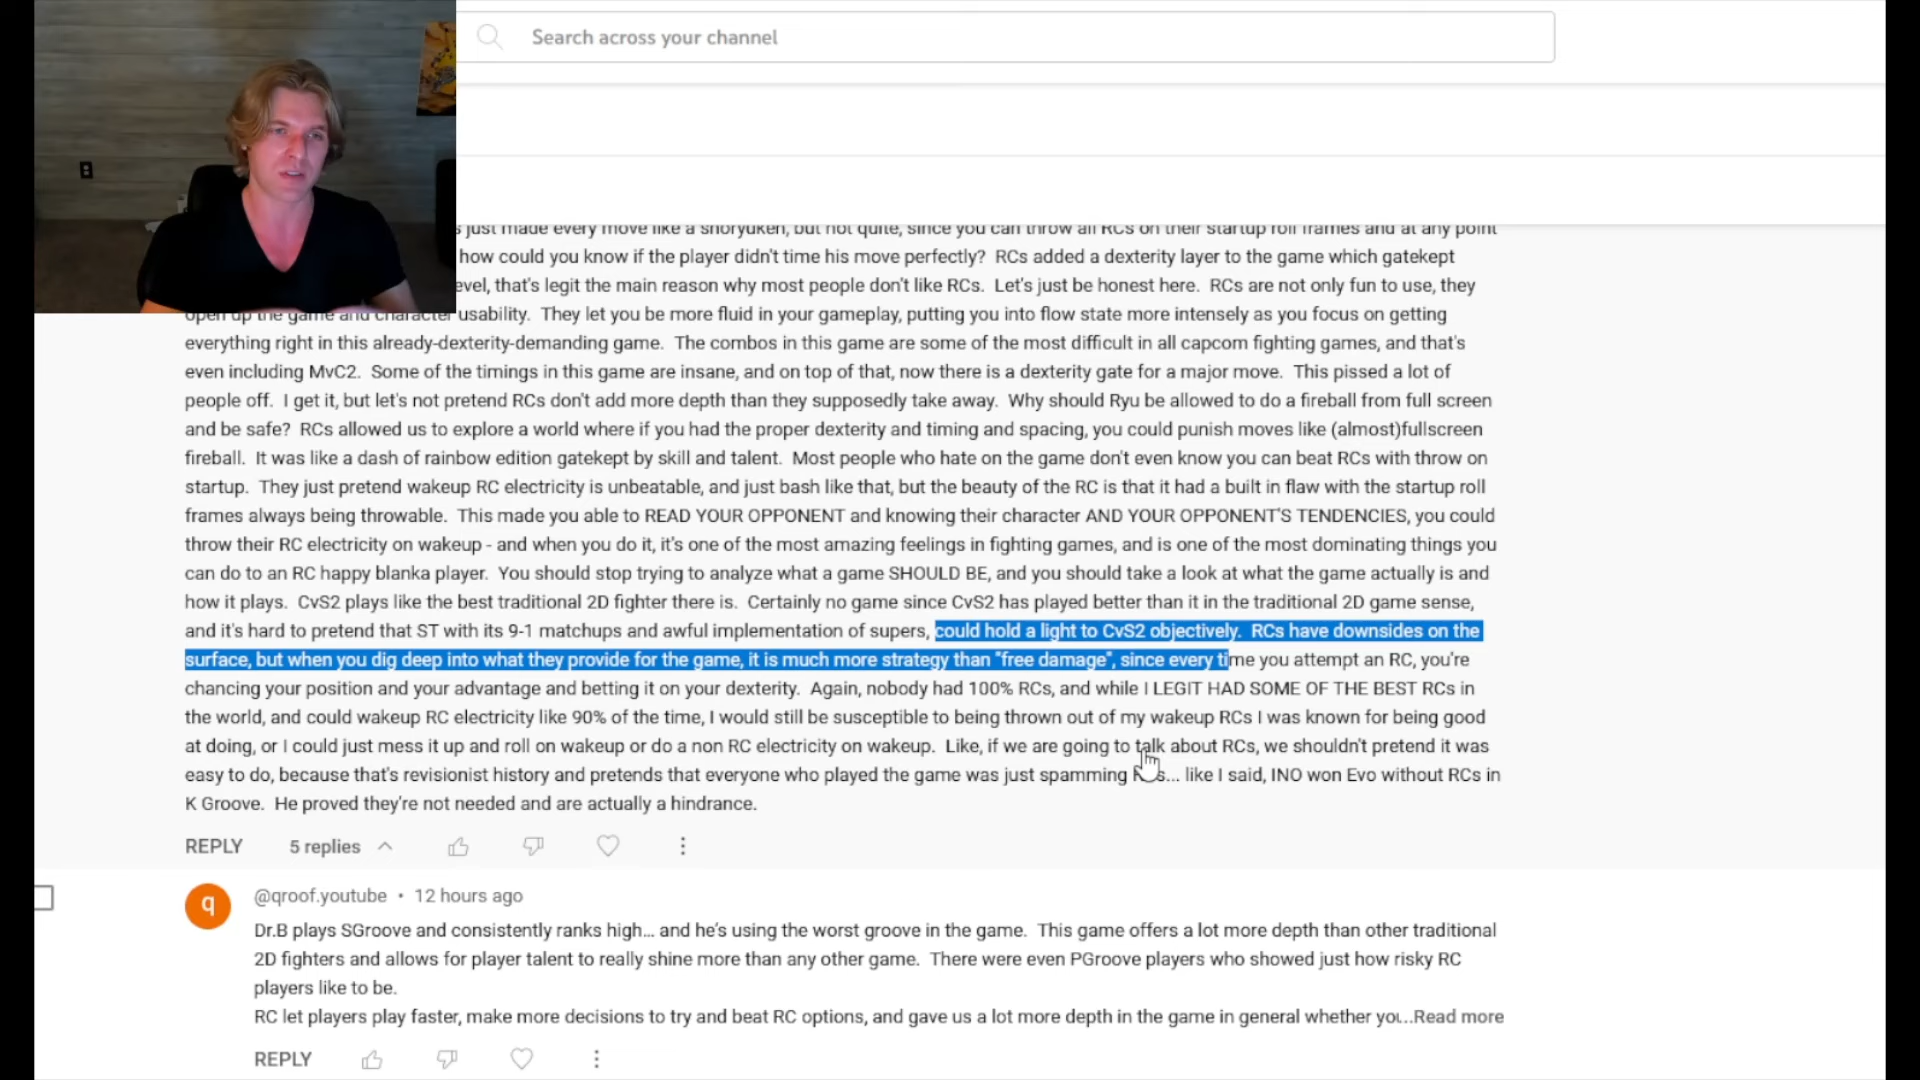 Search across your channel
s just made every move like a shoryuken, but not quite, since you can throw all RCs on their startup roll frames and at any point
how could you know if the player didn't time his move perfectly?  RCs added a dexterity layer to the game which gatekept
evel, that's legit the main reason why most people don't like RCs.  Let's just be honest here.  RCs are not only fun to use, they
open up the game and character usability.  They let you be more fluid in your gameplay, putting you into flow state more intensely as you focus on getting
everything right in this already-dexterity-demanding game.  The combos in this game are some of the most difficult in all capcom fighting games, and that's
even including MvC2.  Some of the timings in this game are insane, and on top of that, now there is a dexterity gate for a major move.  This pissed a lot of
people off.  I get it, but let's not pretend RCs don't add more depth than they supposedly take away.  Why should Ryu be allowed to do a fireball from full screen
and be safe?  RCs allowed us to explore a world where if you had the proper dexterity and timing and spacing, you could punish moves like (almost)fullscreen
fireball.  It was like a dash of rainbow edition gatekept by skill and talent.  Most people who hate on the game don't even know you can beat RCs with throw on
startup.  They just pretend wakeup RC electricity is unbeatable, and just bash like that, but the beauty of the RC is that it had a built in flaw with the startup roll
frames always being throwable.  This made you able to READ YOUR OPPONENT and knowing their character AND YOUR OPPONENT'S TENDENCIES, you could
throw their RC electricity on wakeup - and when you do it, it's one of the most amazing feelings in fighting games, and is one of the most dominating things you
can do to an RC happy blanka player.  You should stop trying to analyze what a game SHOULD BE, and you should take a look at what the game actually is and
how it plays.  CvS2 plays like the best traditional 2D fighter there is.  Certainly no game since CvS2 has played better than it in the traditional 2D game sense,
and it's hard to pretend that ST with its 9-1 matchups and awful implementation of supers, could hold a light to CvS2 objectively.  RCs have downsides on the
surface, but when you dig deep into what they provide for the game, it is much more strategy than "free damage", since every time you attempt an RC, you're
chancing your position and your advantage and betting it on your dexterity.  Again, nobody had 100% RCs, and while I LEGIT HAD SOME OF THE BEST RCs in
the world, and could wakeup RC electricity like 90% of the time, I would still be susceptible to being thrown out of my wakeup RCs I was known for being good
at doing, or I could just mess it up and roll on wakeup or do a non RC electricity on wakeup.  Like, if we are going to talk about RCs, we shouldn't pretend it was
easy to do, because that's revisionist history and pretends that everyone who played the game was just spamming ... like I said, INO won Evo without RCs in
K Groove.  He proved they're not needed and are actually a hindrance.
REPLY 5 replies
q
@qroof.youtube • 12 hours ago
Dr.B plays SGroove and consistently ranks high... and he's using the worst groove in the game.  This game offers a lot more depth than other traditional
2D fighters and allows for player talent to really shine more than any other game.  There were even PGroove players who showed just how risky RC
players like to be.
RC let players play faster, make more decisions to try and beat RC options, and gave us a lot more depth in the game in general whether you...Read more
REPLY